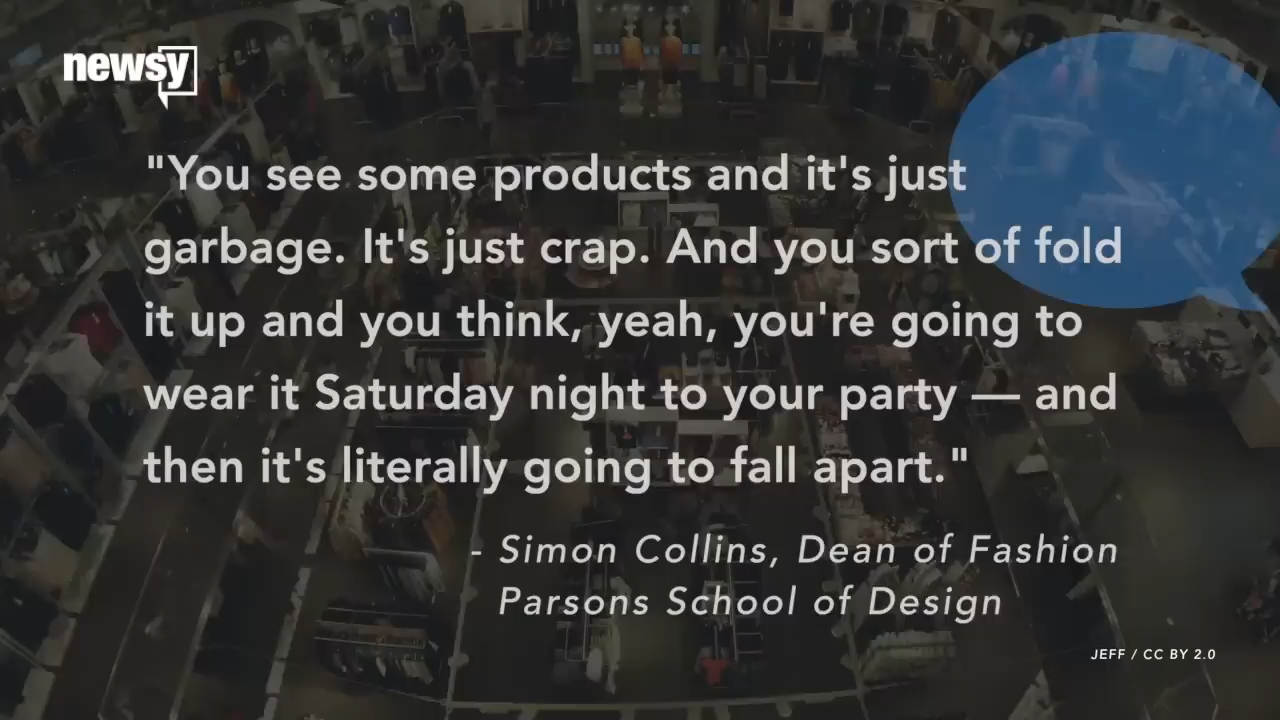 newsy
"You see some products and it's just
garbage. It's just crap. And you sort of fold
it up and you think, yeah, you're going to
wear it Saturday night to your party — and
then it's literally going to fall apart."
- Simon Collins, Dean of Fashion
Parsons School of Design
JEFF / CC BY 2.0